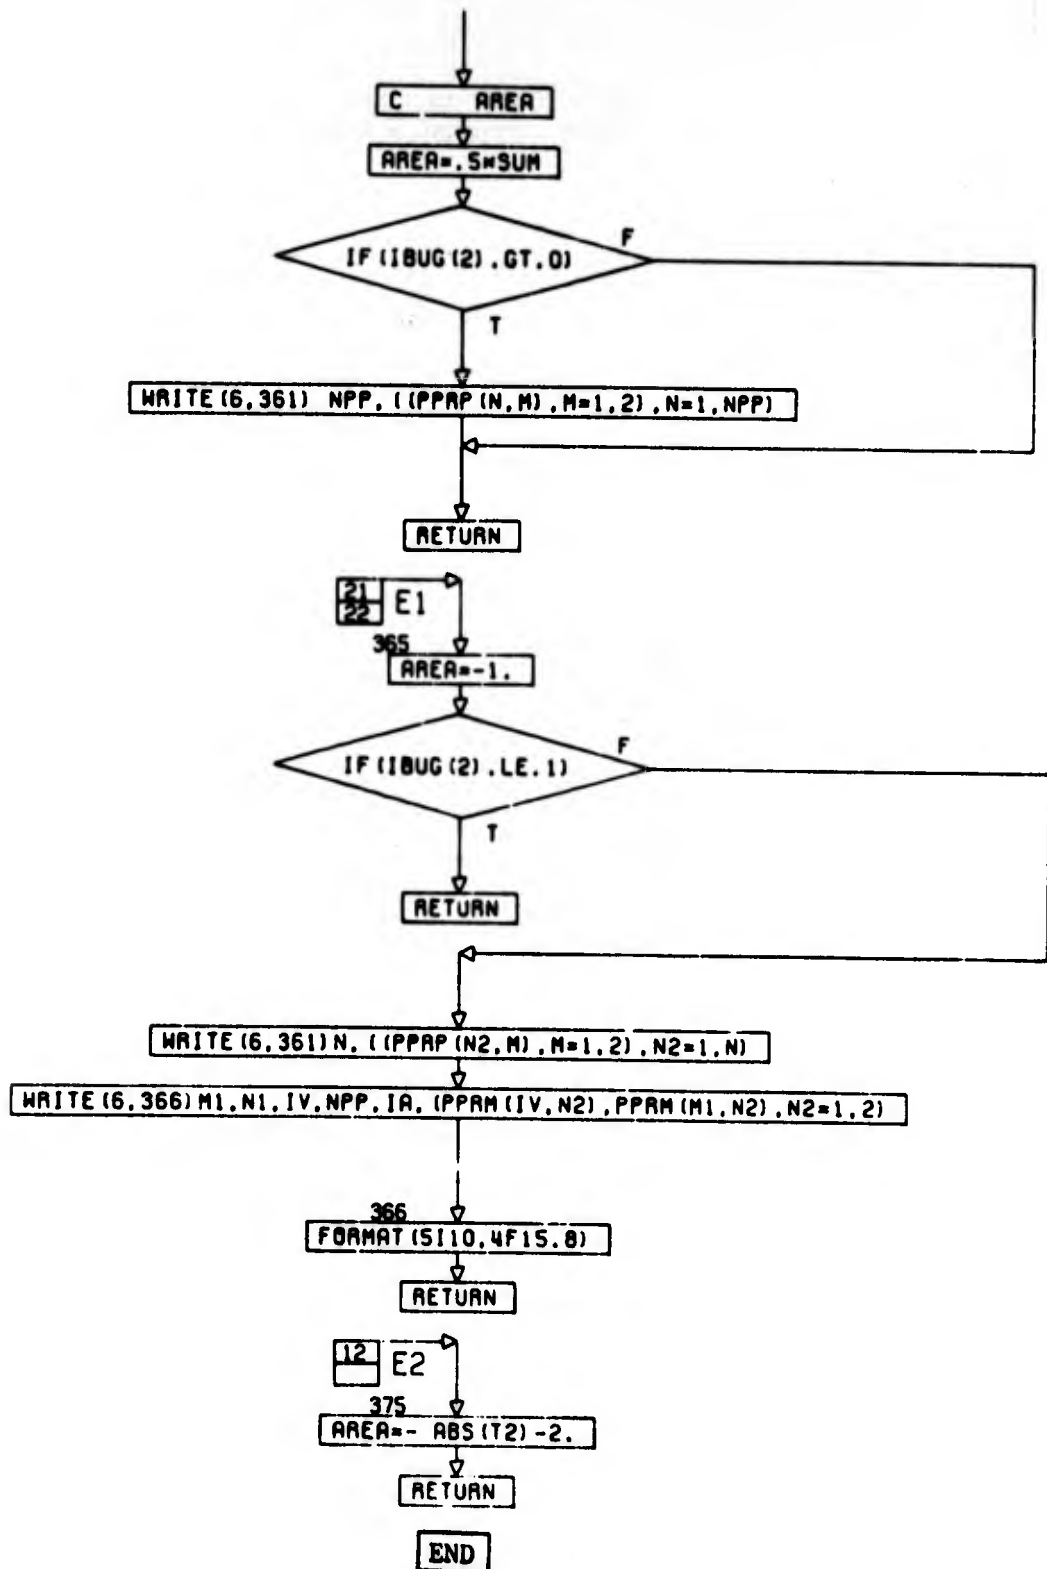 C AREA
AREA=.5*SUM
IF(IBUG(2).GT.0)
F
T
WRITE(6,361) NPP,((PPRP(N,M),M=1,2),N=1,NPP)
RETURN
21
22
E1
365
AREA=-1.
IF(IBUG(2).LE.1)
F
T
RETURN
WRITE(6,361)N,((PPRP(N2,M),M=1,2),N2=1,N)
WRITE(6,366)M1,N1,IV,NPP,IA,(PPRM(IV,N2),PPRM(M1,N2),N2=1,2)
366
FORMAT(5I10,4F15.8)
RETURN
12
E2
375
AREA=- ABS(T2)-2.
RETURN
END